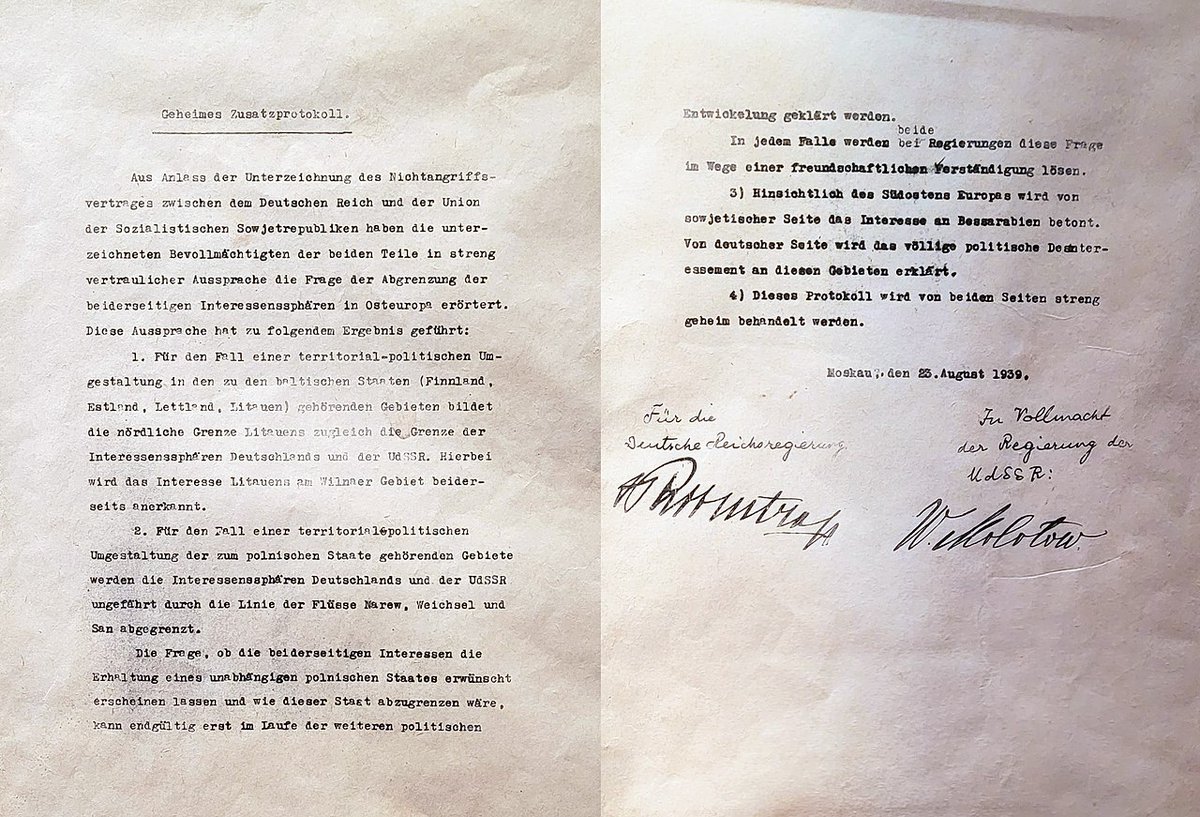 Geheimes Zusatzprotokoll.
Aus Anlass der Unterzeichnung des Nichtangriffs-
vertrages zwischen dem Deutschen Reich und der Union
der Sozialistischen Sowjetrepubliken haben die unter-
zeichneten Bevollmächtigten der beiden Teile in streng
vertraulicher Aussprache die Frage der Abgrenzung der
beiderseitigen Interessenssphären in Osteuropa erörtert.
Diese Aussprache hat zu folgendem Ergebnis geführt:
1. Für den Fall einer territorial-politischen Um-
gestaltung in den zu den baltischen Staaten (Finnland,
Estland, Lettland, Litauen) gehörenden Gebieten bildet
die nördliche Grenze Litauens zugleich die Grenze der
Interessenssphären Deutschlands und der UdSSR. Hierbei
wird das Interesse Litauens am Wilnaer Gebiet beider-
seits anerkannt.
2. Für den Fall einer territorial-politischen
Umgestaltung der zum polnischen Staate gehörenden Gebiete
werden die Interessenssphären Deutschlands und der UdSSR
ungefährt durch die Linie der Flüsse Narew, Weichsel und
San abgegrenzt.
Die Frage, ob die beiderseitigen Interessen die
Erhaltung eines unabhängigen polnischen Staates erwünscht
erscheinen lassen und wie dieser Staat abzugrenzen wäre,
kann endgültig erst im Laufe der weiteren politischen
Entwickelung geklärt werden.
beide
In jedem Falle werden bei Regierungen diese Frage
im Wege einer freundschaftlichen Verständigung lösen.
3) Hinsichtlich des Südostens Europas wird von
sowjetischer Seite das Interesse an Bessarabien betont.
Von deutscher Seite wird das völlige politische Desinter-
essement an diesen Gebieten erklärt.
4) Dieses Protokoll wird von beiden Seiten streng
geheim behandelt werden.
Moskau, den 23. August 1939.
Für die
Deutsche Reichsregierung
In Vollmacht
der Regierung der
UdSSR:
Ribbentrop
W. Molotow